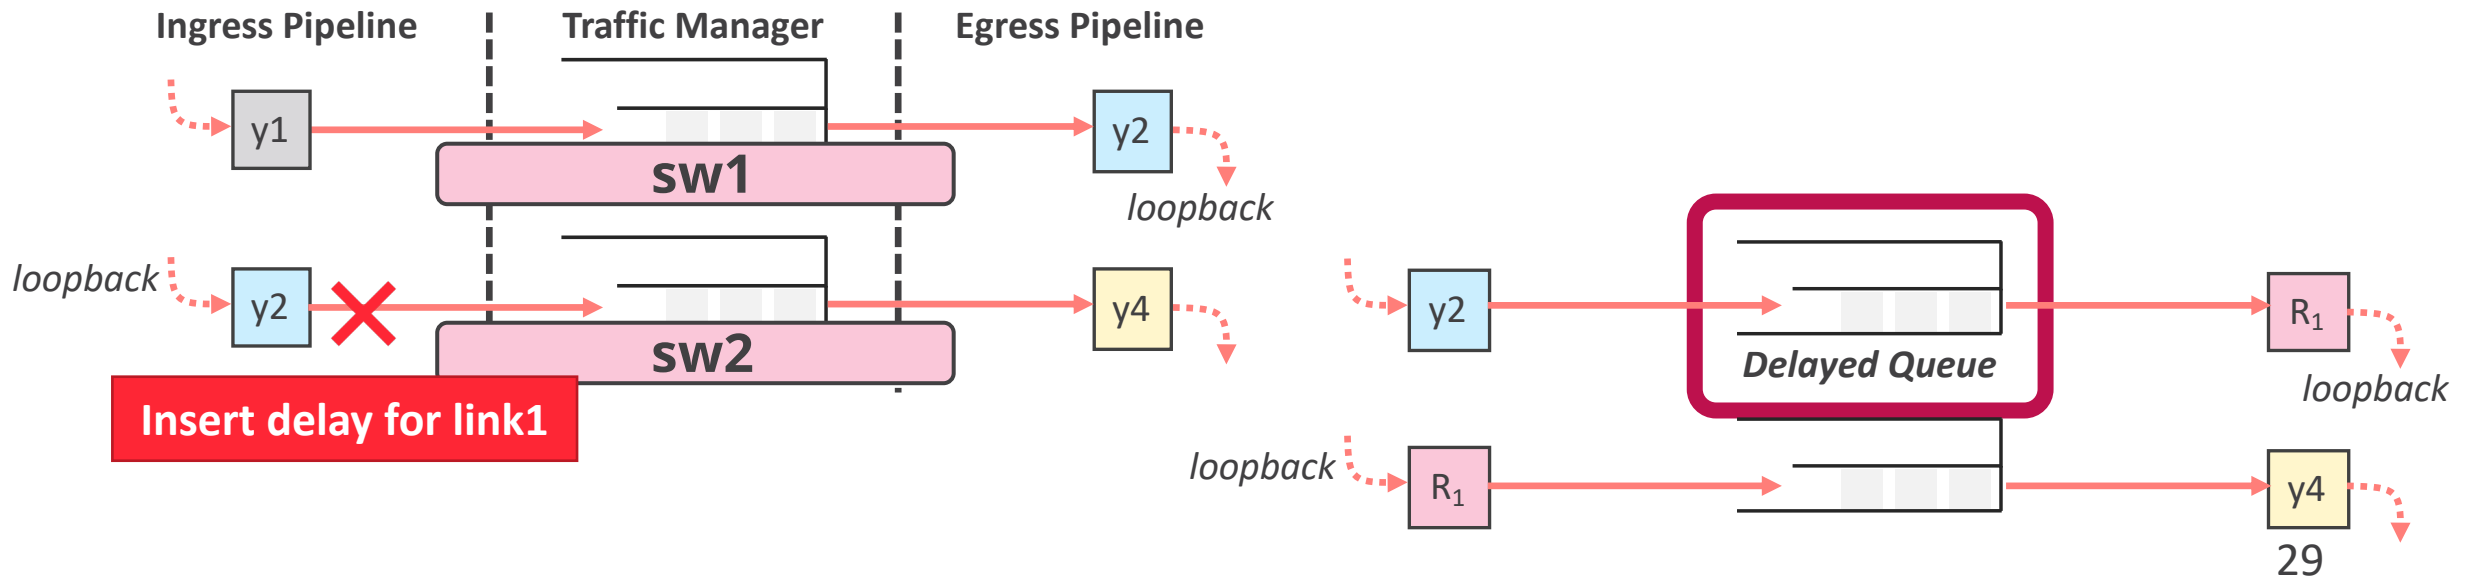 Ingress Pipeline
Traffic Manager
Egress Pipeline
y1
y2
sw1
loopback
loopback
y2
y4
sw2
Insert delay for link1
y2
Delayed Queue
R₁
loopback
loopback
R₁
y4
29